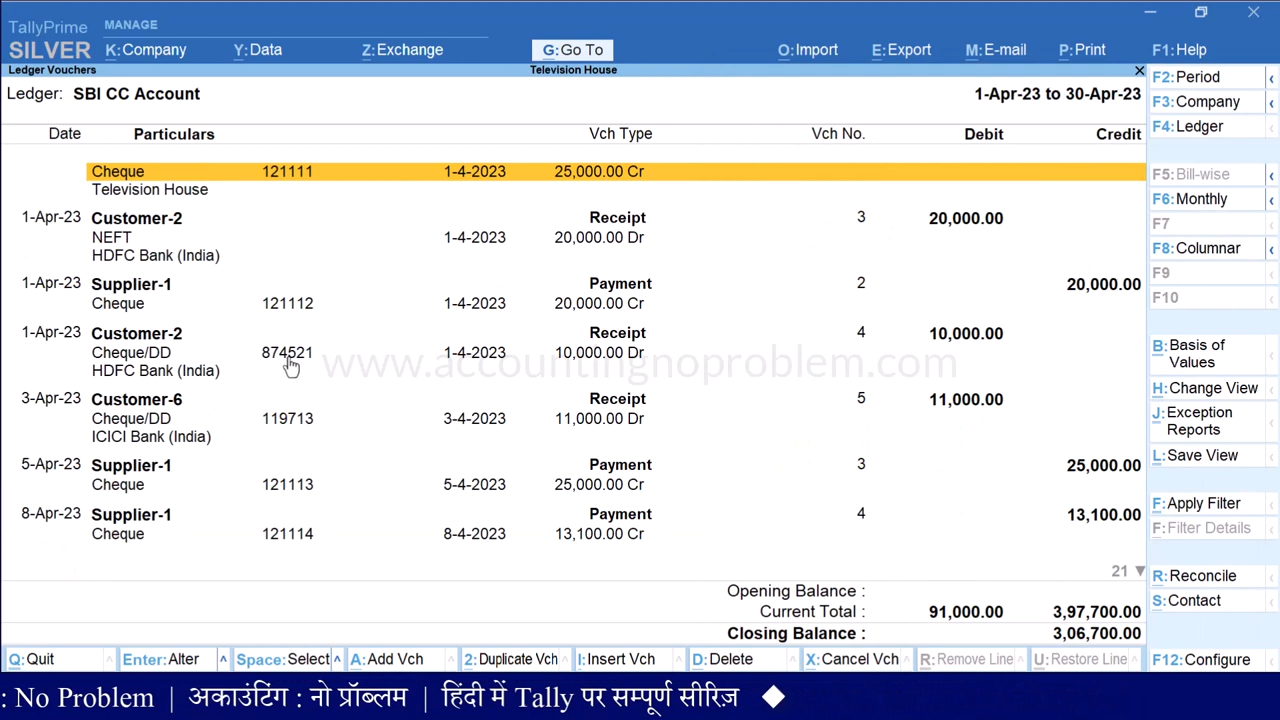 TallyPrime MANAGE
SILVER K:Company Y:Data Z:Exchange G:Go To O:Import E:Export M:E-mail P:Print F1:Help
Ledger Vouchers Television House ×
Ledger: SBI CC Account 1-Apr-23 to 30-Apr-23
Date Particulars Vch Type Vch No. Debit Credit
Cheque 121111 1-4-2023 25,000.00 Cr
Television House
1-Apr-23 Customer-2 Receipt 3 20,000.00
NEFT 1-4-2023 20,000.00 Dr
HDFC Bank (India)
1-Apr-23 Supplier-1 Payment 2 20,000.00
Cheque 121112 1-4-2023 20,000.00 Cr
1-Apr-23 Customer-2 Receipt 4 10,000.00
Cheque/DD 874521 1-4-2023 10,000.00 Dr
HDFC Bank (India)
www.accountingnoproblem.com
3-Apr-23 Customer-6 Receipt 5 11,000.00
Cheque/DD 119713 3-4-2023 11,000.00 Dr
ICICI Bank (India)
5-Apr-23 Supplier-1 Payment 3 25,000.00
Cheque 121113 5-4-2023 25,000.00 Cr
8-Apr-23 Supplier-1 Payment 4 13,100.00
Cheque 121114 8-4-2023 13,100.00 Cr
21 ▼
Opening Balance :
Current Total : 91,000.00 3,97,700.00
Closing Balance : 3,06,700.00
F2:Period
F3:Company
F4:Ledger
F5:Bill-wise
F6:Monthly
F7
F8:Columnar
F9
F10
B:Basis of
Values
H:Change View
J:Exception
Reports
L:Save View
F:Apply Filter
F:Filter Details
R:Reconcile
S:Contact
Q:Quit Enter:Alter Space:Select A:Add Vch 2:Duplicate Vch I:Insert Vch D:Delete X:Cancel Vch R:Remove Line U:Restore Line F12:Configure
: No Problem | अकाउंटिंग : नो प्रॉब्लम | हिंदी में Tally पर सम्पूर्ण सीरिज़ ◆